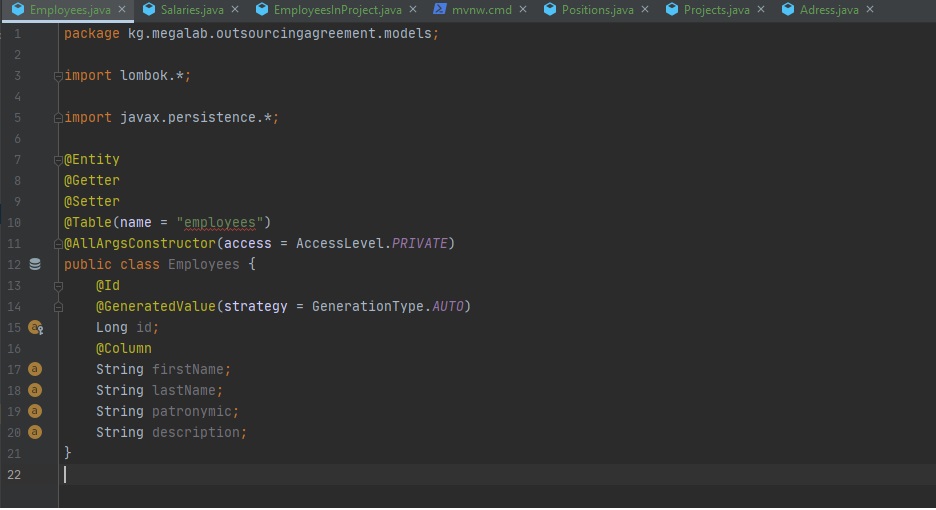 Employees.java Salaries.java EmployeesInProject.java mvnw.cmd Positions.java Projects.java Adress.java
1 package kg.megalab.outsourcingagreement.models;
2
3 import lombok.*;
4
5 import javax.persistence.*;
6
7 @Entity
8 @Getter
9 @Setter
10 @Table(name = "employees")
11 @AllArgsConstructor(access = AccessLevel.PRIVATE)
12 public class Employees {
13 @Id
14 @GeneratedValue(strategy = GenerationType.AUTO)
15 Long id;
16 @Column
17 String firstName;
18 String lastName;
19 String patronymic;
20 String description;
21 }
22